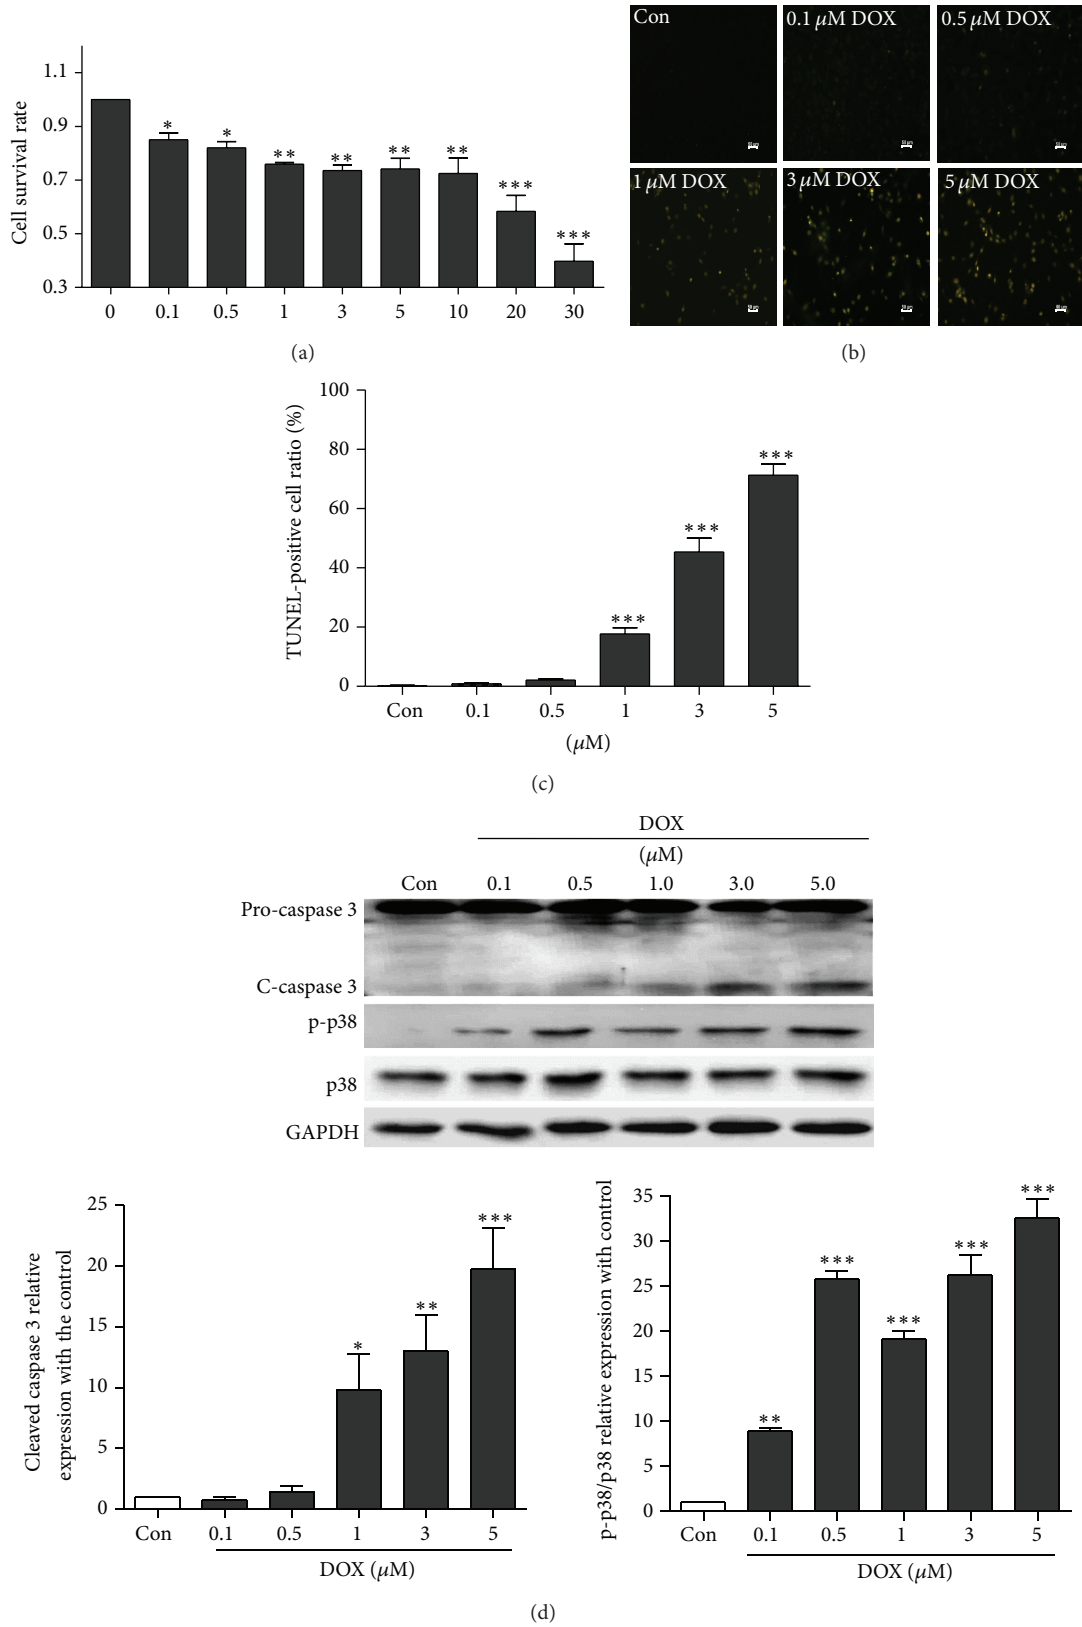 Cell survival rate
1.1
0.9
0.7
0.5
0.3
* * ** ** ** ** *** ***
0 0.1 0.5 1 3 5 10 20 30
(a)
Con 0.1 μM DOX 0.5 μM DOX
1 μM DOX 3 μM DOX 5 μM DOX
(b)
TUNEL-positive cell ratio (%)
100
80
60
40
20
0
*** *** ***
Con 0.1 0.5 1 3 5
(μM)
(c)
DOX
(μM)
Con 0.1 0.5 1.0 3.0 5.0
Pro-caspase 3
C-caspase 3
p-p38
p38
GAPDH
Cleaved caspase 3 relative
expression with the control
25
20
15
10
5
0
* ** ***
Con 0.1 0.5 1 3 5
DOX (μM)
p-p38/p38 relative expression with control
35
30
25
20
15
10
5
0
** *** *** *** ***
Con 0.1 0.5 1 3 5
DOX (μM)
(d)